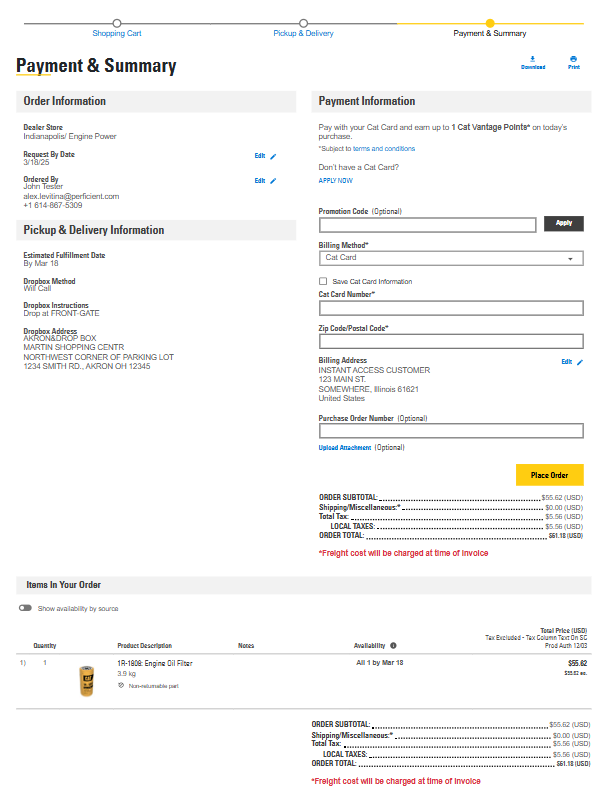 Shopping Cart
Pickup & Delivery
Payment & Summary
Payment & Summary
Download
Print
Order Information
Dealer Store
Indianapolis/ Engine Power
Request By Date
3/18/25
Edit
Ordered By
John Tester
alex.levitina@perficient.com
+1 614-867-5309
Edit
Pickup & Delivery Information
Estimated Fulfillment Date
By Mar 18
Dropbox Method
Will Call
Dropbox Instructions
Drop at FRONT-GATE
Dropbox Address
AKRON&DROP BOX
MARTIN SHOPPING CENTR
NORTHWEST CORNER OF PARKING LOT
1234 SMITH RD., AKRON OH 12345
Payment Information
Pay with your Cat Card and earn up to 1 Cat Vantage Points* on today's
purchase.
*Subject to terms and conditions
Don't have a Cat Card?
APPLY NOW
Promotion Code (Optional)
Apply
Billing Method*
Cat Card
Save Cat Card Information
Cat Card Number*
Zip Code/Postal Code*
Billing Address
Edit
INSTANT ACCESS CUSTOMER
123 MAIN ST.
SOMEWHERE, Illinois 61621
United States
Purchase Order Number (Optional)
Upload Attachment (Optional)
Place Order
ORDER SUBTOTAL: $55.62 (USD)
Shipping/Miscellaneous:* $0.00 (USD)
Total Tax: $5.56 (USD)
LOCAL TAXES: $5.56 (USD)
ORDER TOTAL: $61.18 (USD)
*Freight cost will be charged at time of invoice
Items In Your Order
Show availability by source
Total Price (USD)
Tax Excluded - Tax Column Text On SG
Prod Auth 12/03
Quantity Product Description Notes Availability
1) 1 1R-1808: Engine Oil Filter All 1 by Mar 18 $55.62
3.9 kg $55.62 ea.
Non-returnable part
CAT
ORDER SUBTOTAL: $55.62 (USD)
Shipping/Miscellaneous:* $0.00 (USD)
Total Tax: $5.56 (USD)
LOCAL TAXES: $5.56 (USD)
ORDER TOTAL: $61.18 (USD)
*Freight cost will be charged at time of invoice